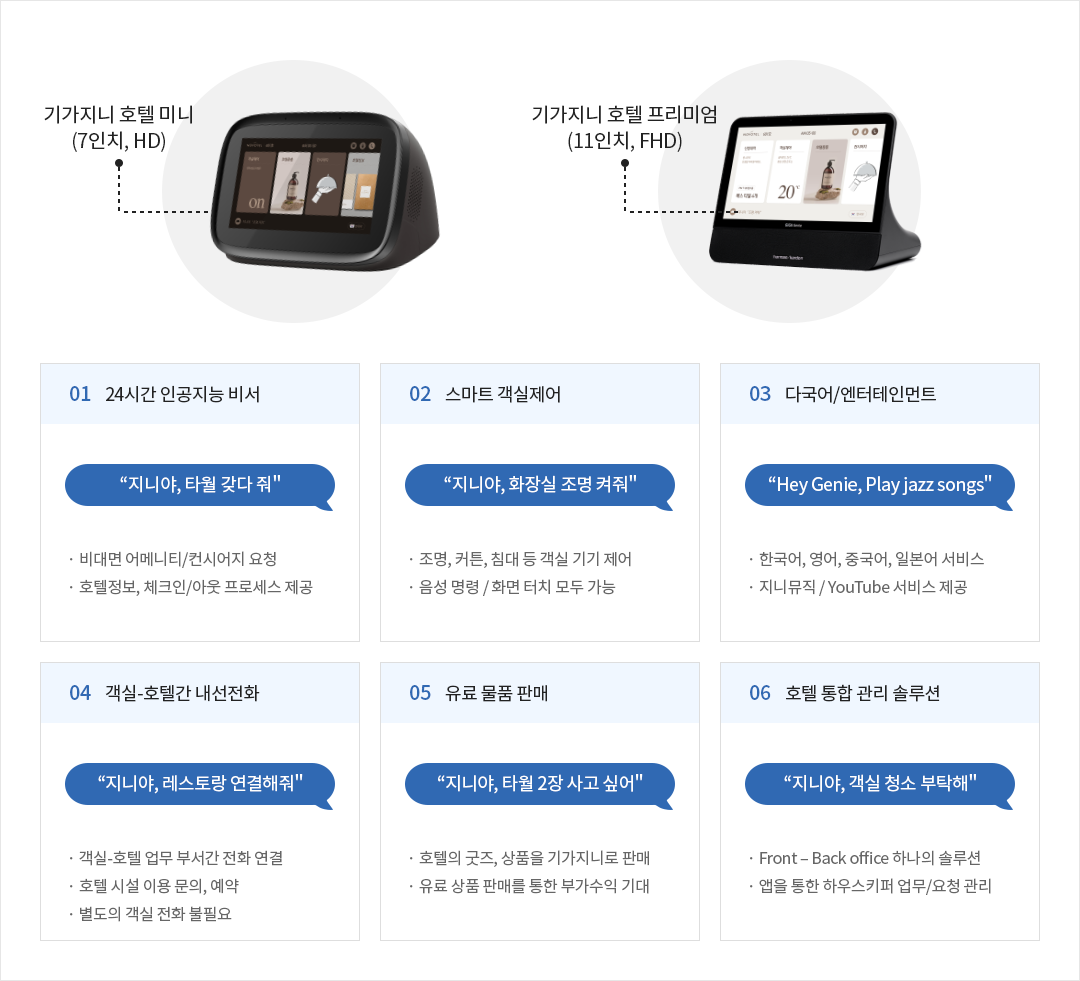 기가지니 호텔 미니
(7인치, HD)
기가지니 호텔 프리미엄
(11인치, FHD)
on
20℃
harman / kardon
01 24시간 인공지능 비서
“지니야, 타월 갖다 줘"
· 비대면 어메니티/컨시어지 요청
· 호텔정보, 체크인/아웃 프로세스 제공
02 스마트 객실제어
“지니야, 화장실 조명 켜줘"
· 조명, 커튼, 침대 등 객실 기기 제어
· 음성 명령 / 화면 터치 모두 가능
03 다국어/엔터테인먼트
“Hey Genie, Play jazz songs"
· 한국어, 영어, 중국어, 일본어 서비스
· 지니뮤직 / YouTube 서비스 제공
04 객실-호텔간 내선전화
“지니야, 레스토랑 연결해줘"
· 객실-호텔 업무 부서간 전화 연결
· 호텔 시설 이용 문의, 예약
· 별도의 객실 전화 불필요
05 유료 물품 판매
“지니야, 타월 2장 사고 싶어"
· 호텔의 굿즈, 상품을 기가지니로 판매
· 유료 상품 판매를 통한 부가수익 기대
06 호텔 통합 관리 솔루션
“지니야, 객실 청소 부탁해"
· Front – Back office 하나의 솔루션
· 앱을 통한 하우스키퍼 업무/요청 관리